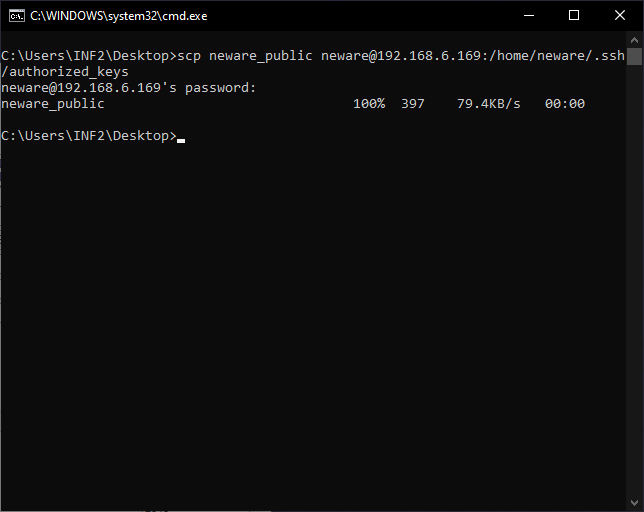 C:\WINDOWS\system32\cmd.exe
C:\Users\INF2\Desktop>scp neware_public neware@192.168.6.169:/home/neware/.ssh
/authorized_keys
neware@192.168.6.169's password:
neware_public 100% 397 79.4KB/s 00:00
C:\Users\INF2\Desktop>